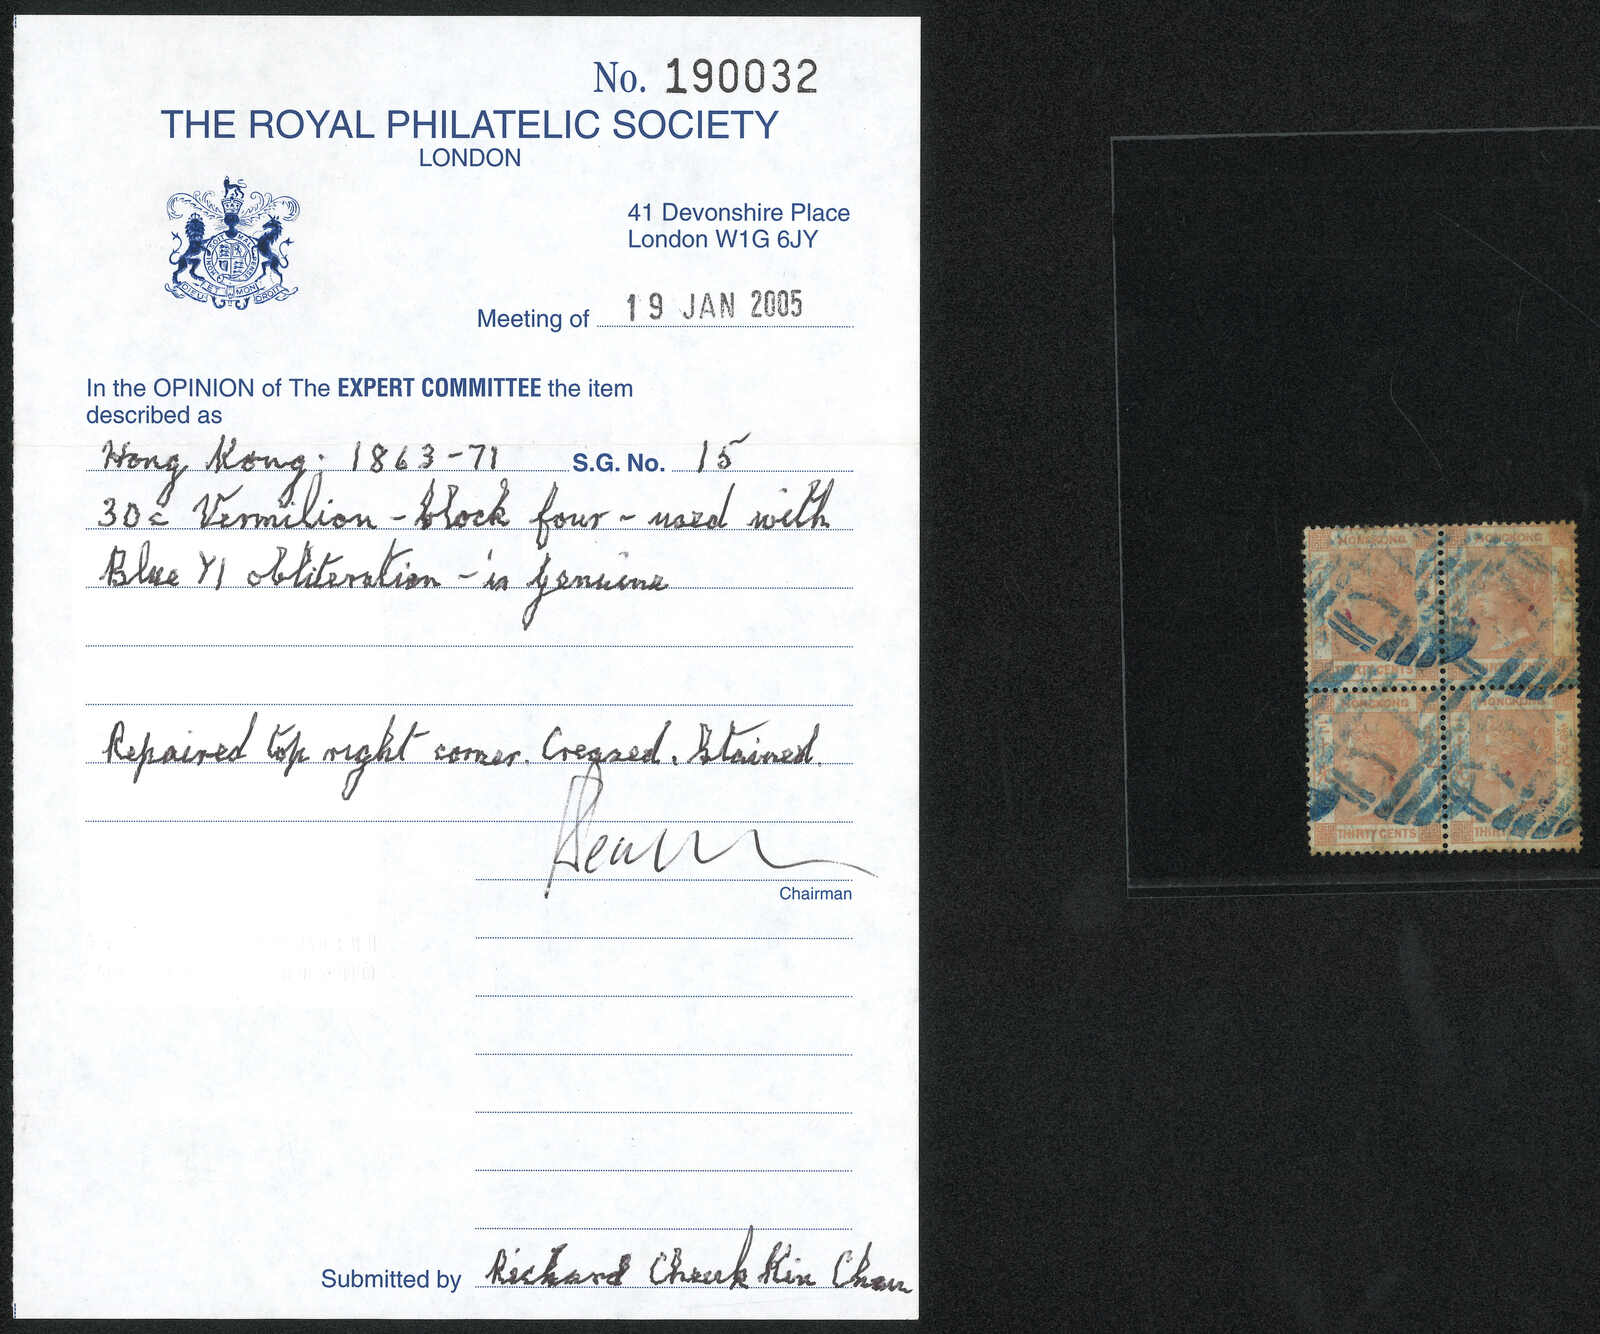 No. 190032
THE ROYAL PHILATELIC SOCIETY
LONDON
41 Devonshire Place
London W1G 6JY
Meeting of 19 JAN 2005
In the OPINION of The EXPERT COMMITTEE the item
described as
Hong Kong. 1863-71 S.G. No. 15
30c Vermilion - block four - used with
Blue Y1 obliteration - is genuine
Repaired top right corner. Creased. Stained.
Chairman
Submitted by Richard Cheuk Kin Chan
HONGKONG HONGKONG
CENTS
HONGKONG HONGKONG
THIRTY CENTS